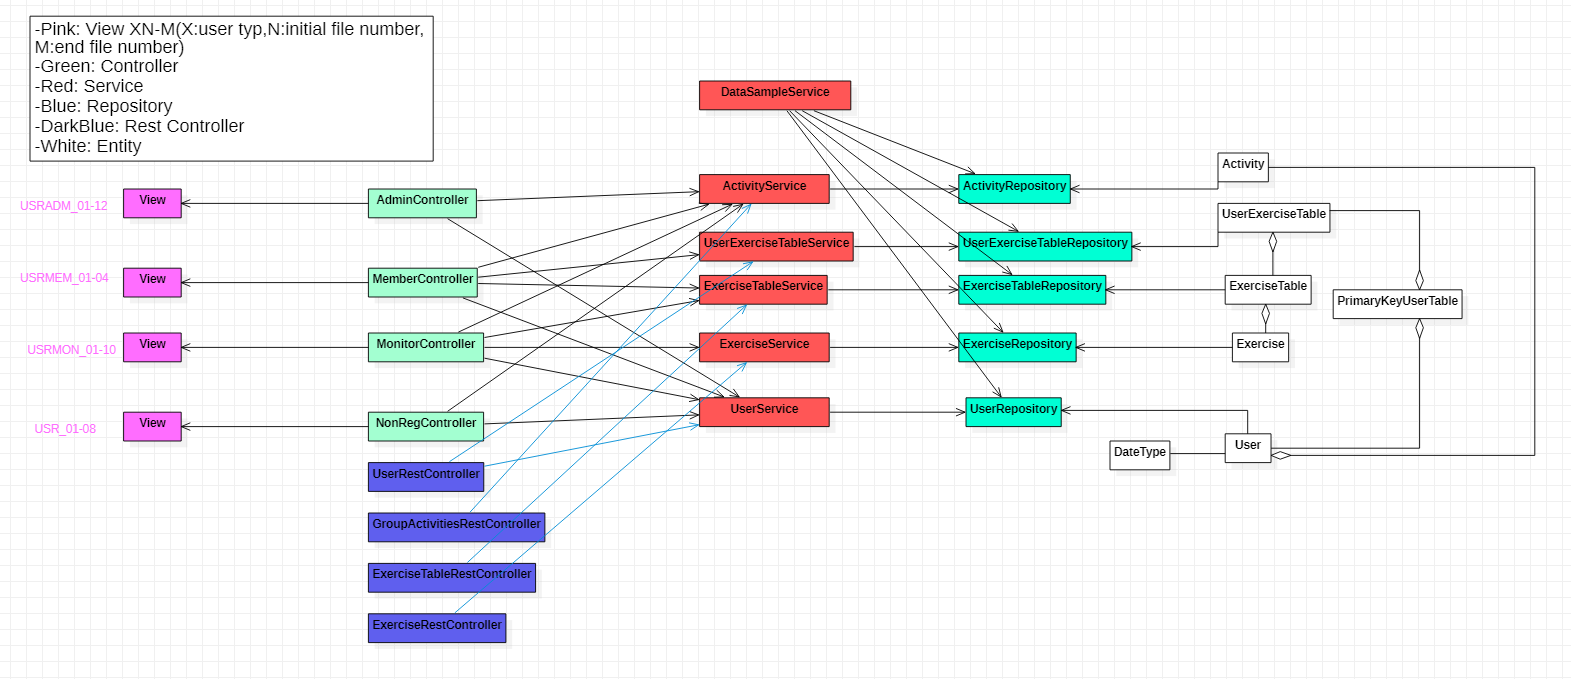 -Pink: View XN-M(X:user typ,N:initial file number,
M:end file number)
-Green: Controller
-Red: Service
-Blue: Repository
-DarkBlue: Rest Controller
-White: Entity
DataSampleService
USRADM_01-12
View
AdminController
ActivityService
ActivityRepository
Activity
UserExerciseTable
UserExerciseTableService
UserExerciseTableRepository
USRMEM_01-04
View
MemberController
ExerciseTableService
ExerciseTableRepository
ExerciseTable
PrimaryKeyUserTable
USRMON_01-10
View
MonitorController
ExerciseService
ExerciseRepository
Exercise
USR_01-08
View
NonRegController
UserService
UserRepository
User
DateType
UserRestController
GroupActivitiesRestController
ExerciseTableRestController
ExerciseRestController